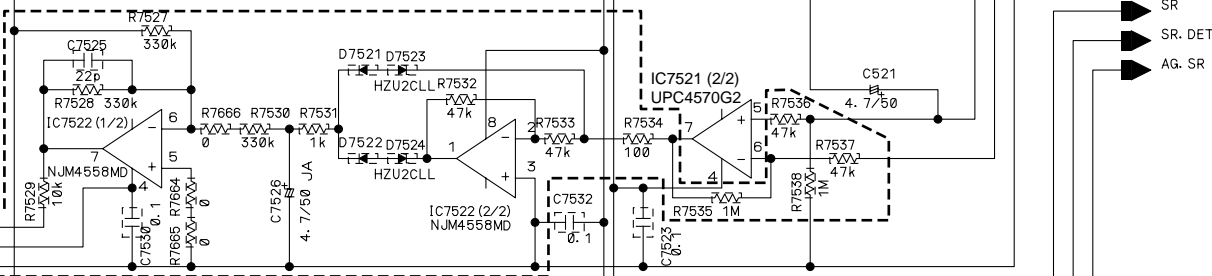 SR
R7527
330k
SR. DET
C7525
22p
D7521 D7523
HZU2CLL
AG. SR
R7528 330k
R7532
47k
IC7521 (2/2)
UPC4570G2
C521
4. 7/50
IC7522 (1/2)
6
R7666
0
R7530
330k
R7531
1k
8
2
R7533
47k
R7534
100
7
5
R7536
47k
7
5
NJM4558MD
4
D7522 D7524
HZU2CLL
1
3
6
4
R7537
47k
R7529
10k
C7530
0. 1
R7664
0
R7665
0
C7526
4. 7/50 JA
IC7522 (2/2)
NJM4558MD
C7532
0. 1
C7523
0. 1
R7535 1M
R7538
1M